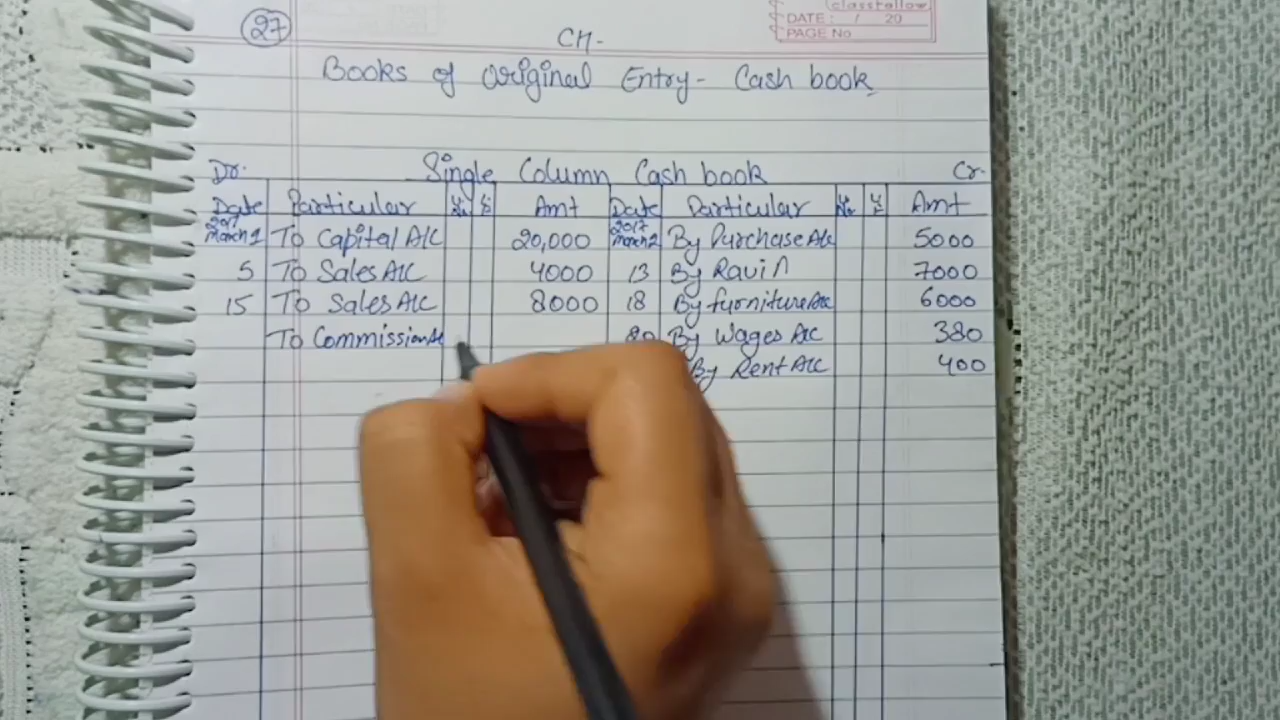 classfellow
27
DATE: / 20
PAGE No
CH-
Books of Original Entry- Cash book
Dr. Single Column Cash book Cr.
Date Particular Amt Date Particular Amt
2017 March 1 To Capital A/c 20,000 2017 March 2 By Purchase A/c 5000
5 To Sales A/c 4000 13 By Ravi 7000
15 To Sales A/c 8000 18 By furniture A/c 6000
To Commission A/c By Wages A/c 380
By Rent A/c 400